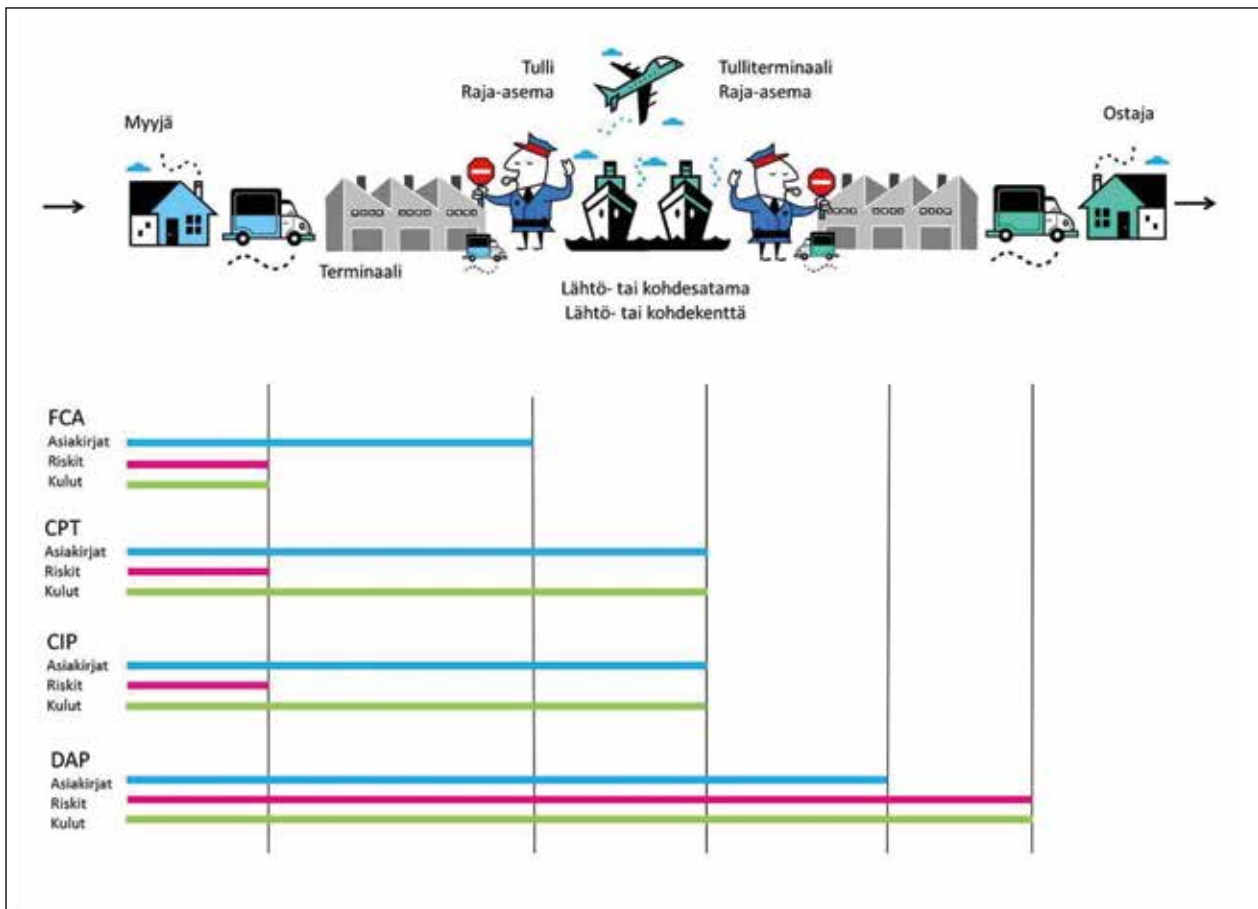 Tulli
Raja-asema
Tulliterminaali
Raja-asema
Myyjä
Ostaja
Terminaali
Lähtö- tai kohdesatama
Lähtö- tai kohdekenttä
FCA
Asiakirjat
Riskit
Kulut
CPT
Asiakirjat
Riskit
Kulut
CIP
Asiakirjat
Riskit
Kulut
DAP
Asiakirjat
Riskit
Kulut